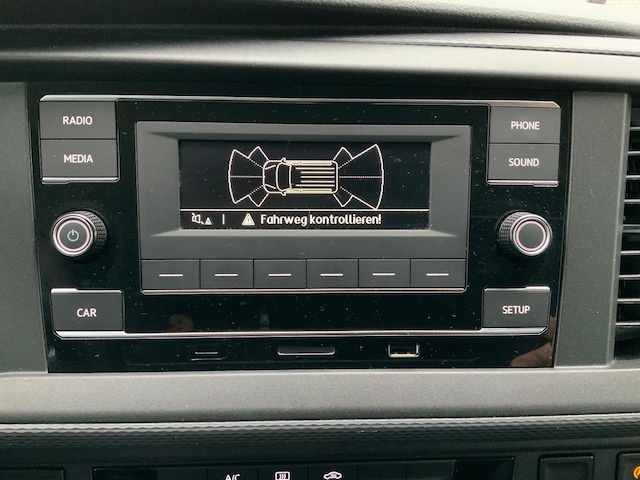 RADIO
PHONE
MEDIA
SOUND
Fahrweg kontrollieren!
CAR
SETUP
A/C